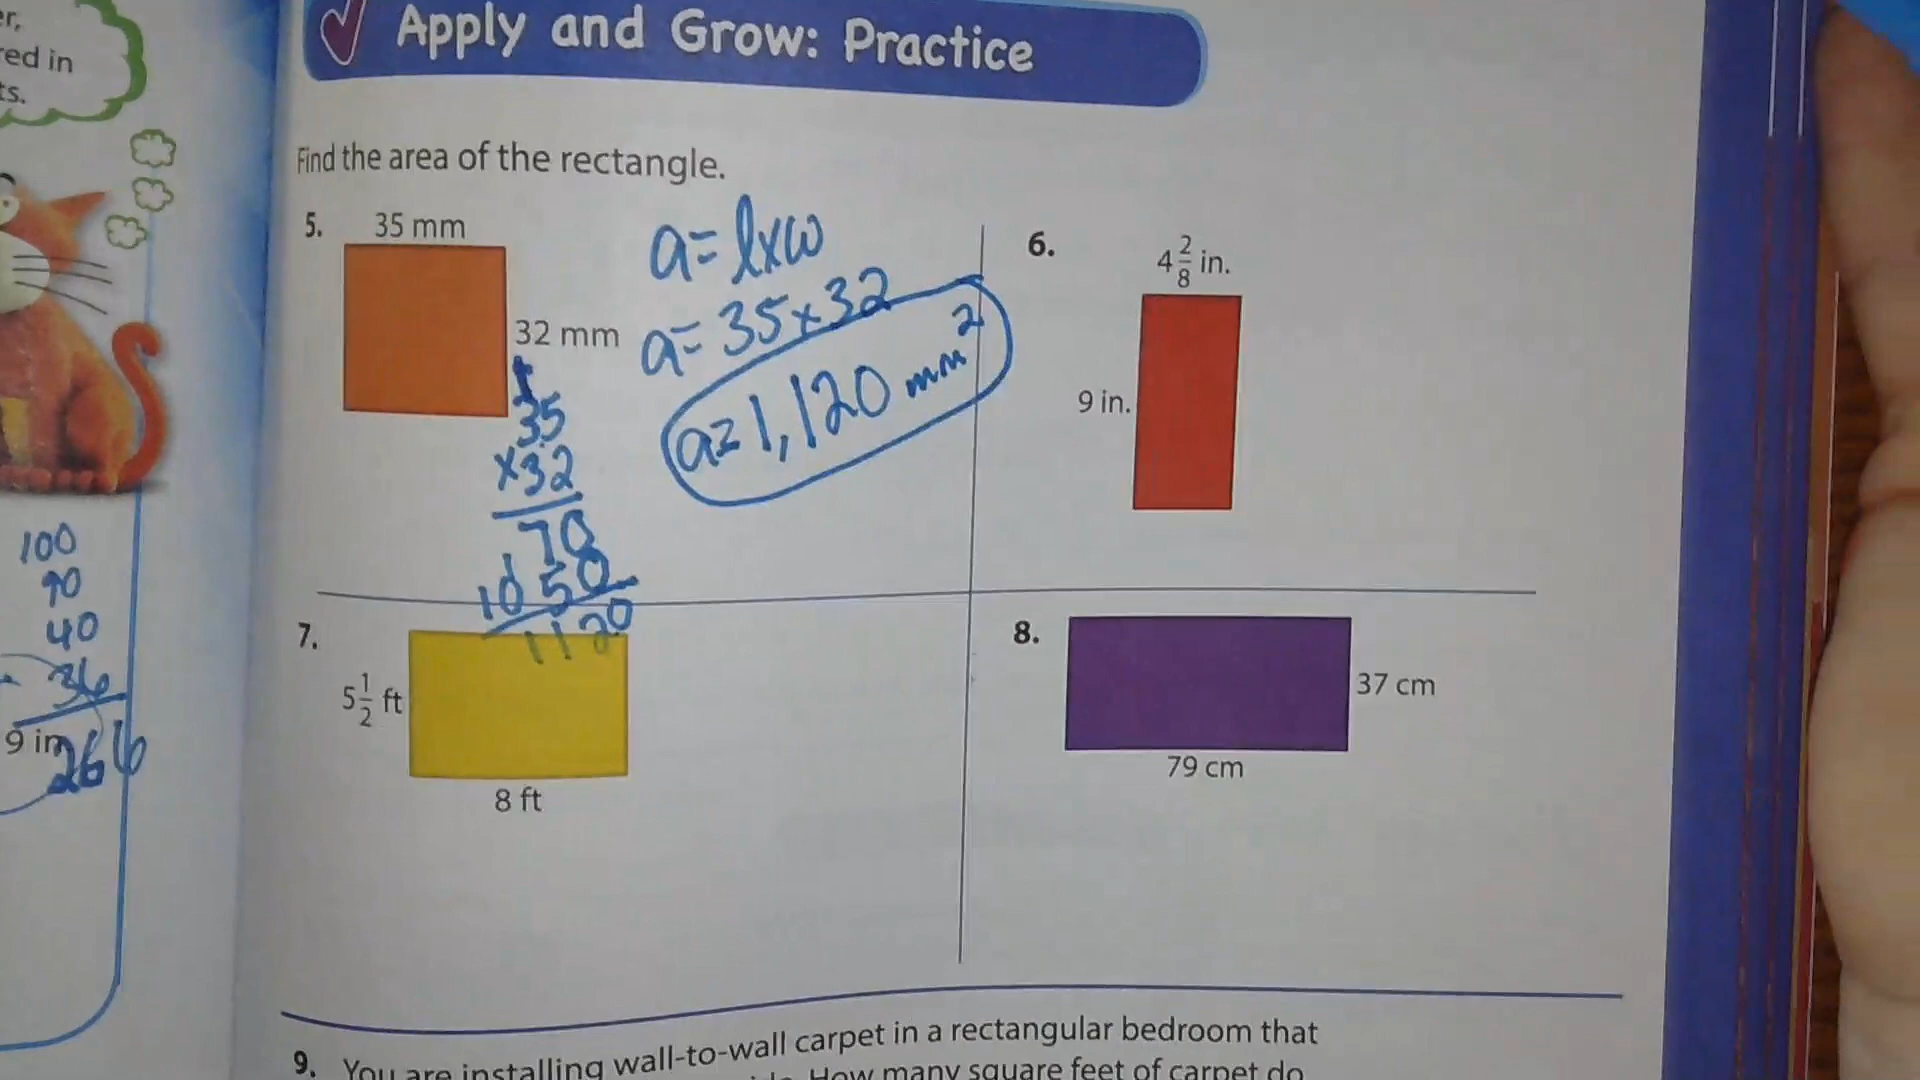 er,
red in
ts.
100
90
40
36
9 in
266
Apply and Grow: Practice
Find the area of the rectangle.
5.
35 mm
32 mm
a = l x w
a = 35 x 32
a = 1,120 mm²
1
35
x32
70
1050
1120
6.
4 2/8 in.
9 in.
7.
5 1/2 ft
8 ft
8.
37 cm
79 cm
9. You are installing wall-to-wall carpet in a rectangular bedroom that
How many square feet of carpet do